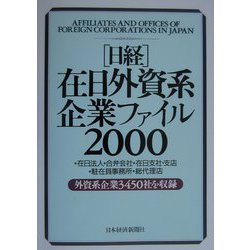 AFFILIATES AND OFFICES OF
FOREIGN CORPORATIONS IN JAPAN
[日経]
在日外資系
企業ファイル
2000
•在日法人•合弁会社•在日支社・支店
•駐在員事務所•総代理店
外資系企業3450社を収録
日本経済新聞社